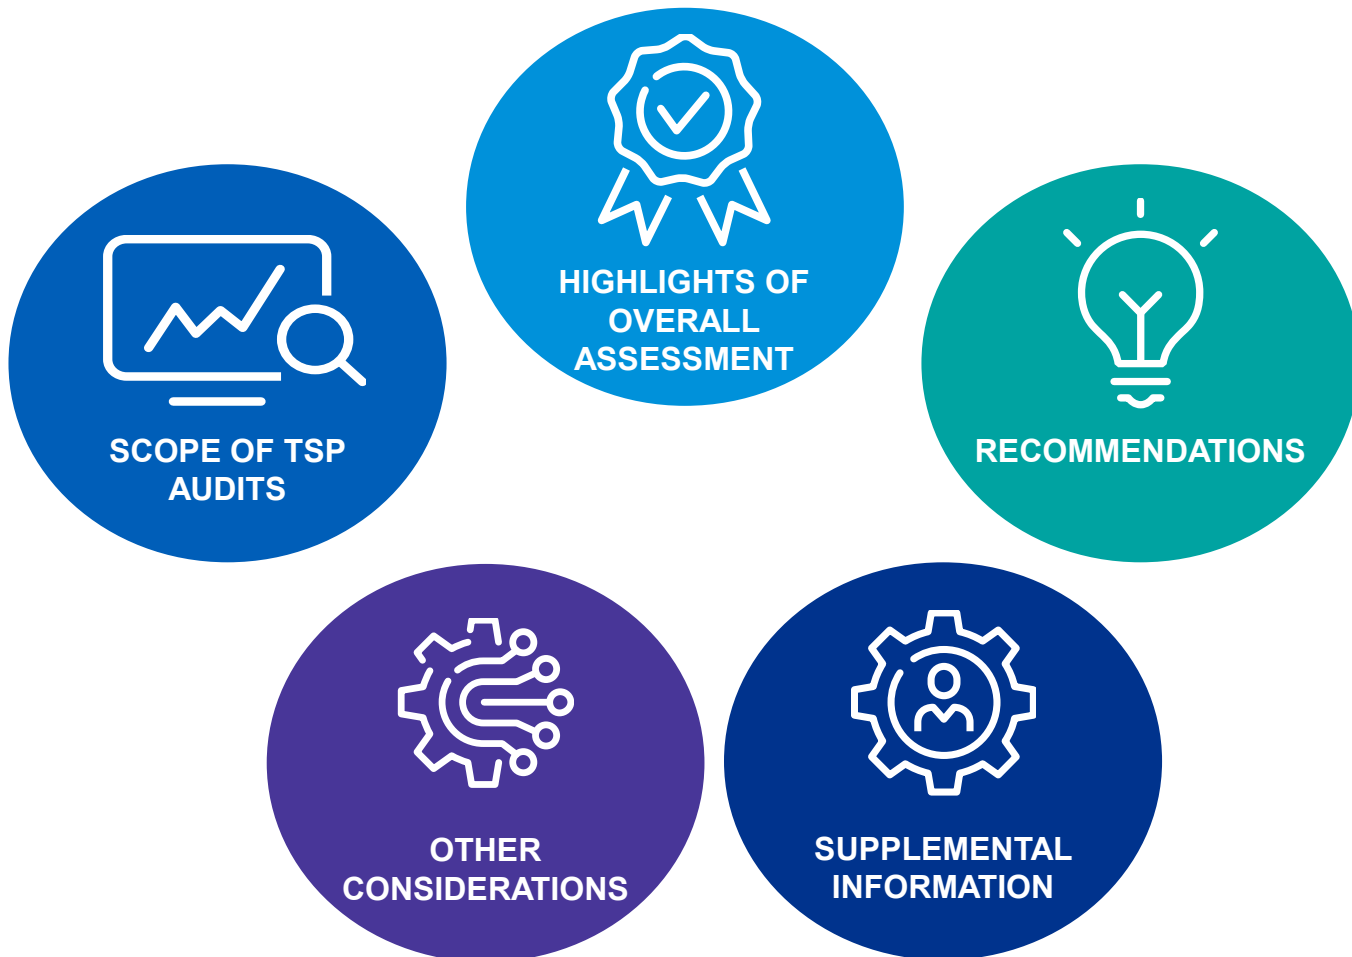 SCOPE OF TSP
AUDITS
HIGHLIGHTS OF
OVERALL
ASSESSMENT
RECOMMENDATIONS
OTHER
CONSIDERATIONS
SUPPLEMENTAL
INFORMATION